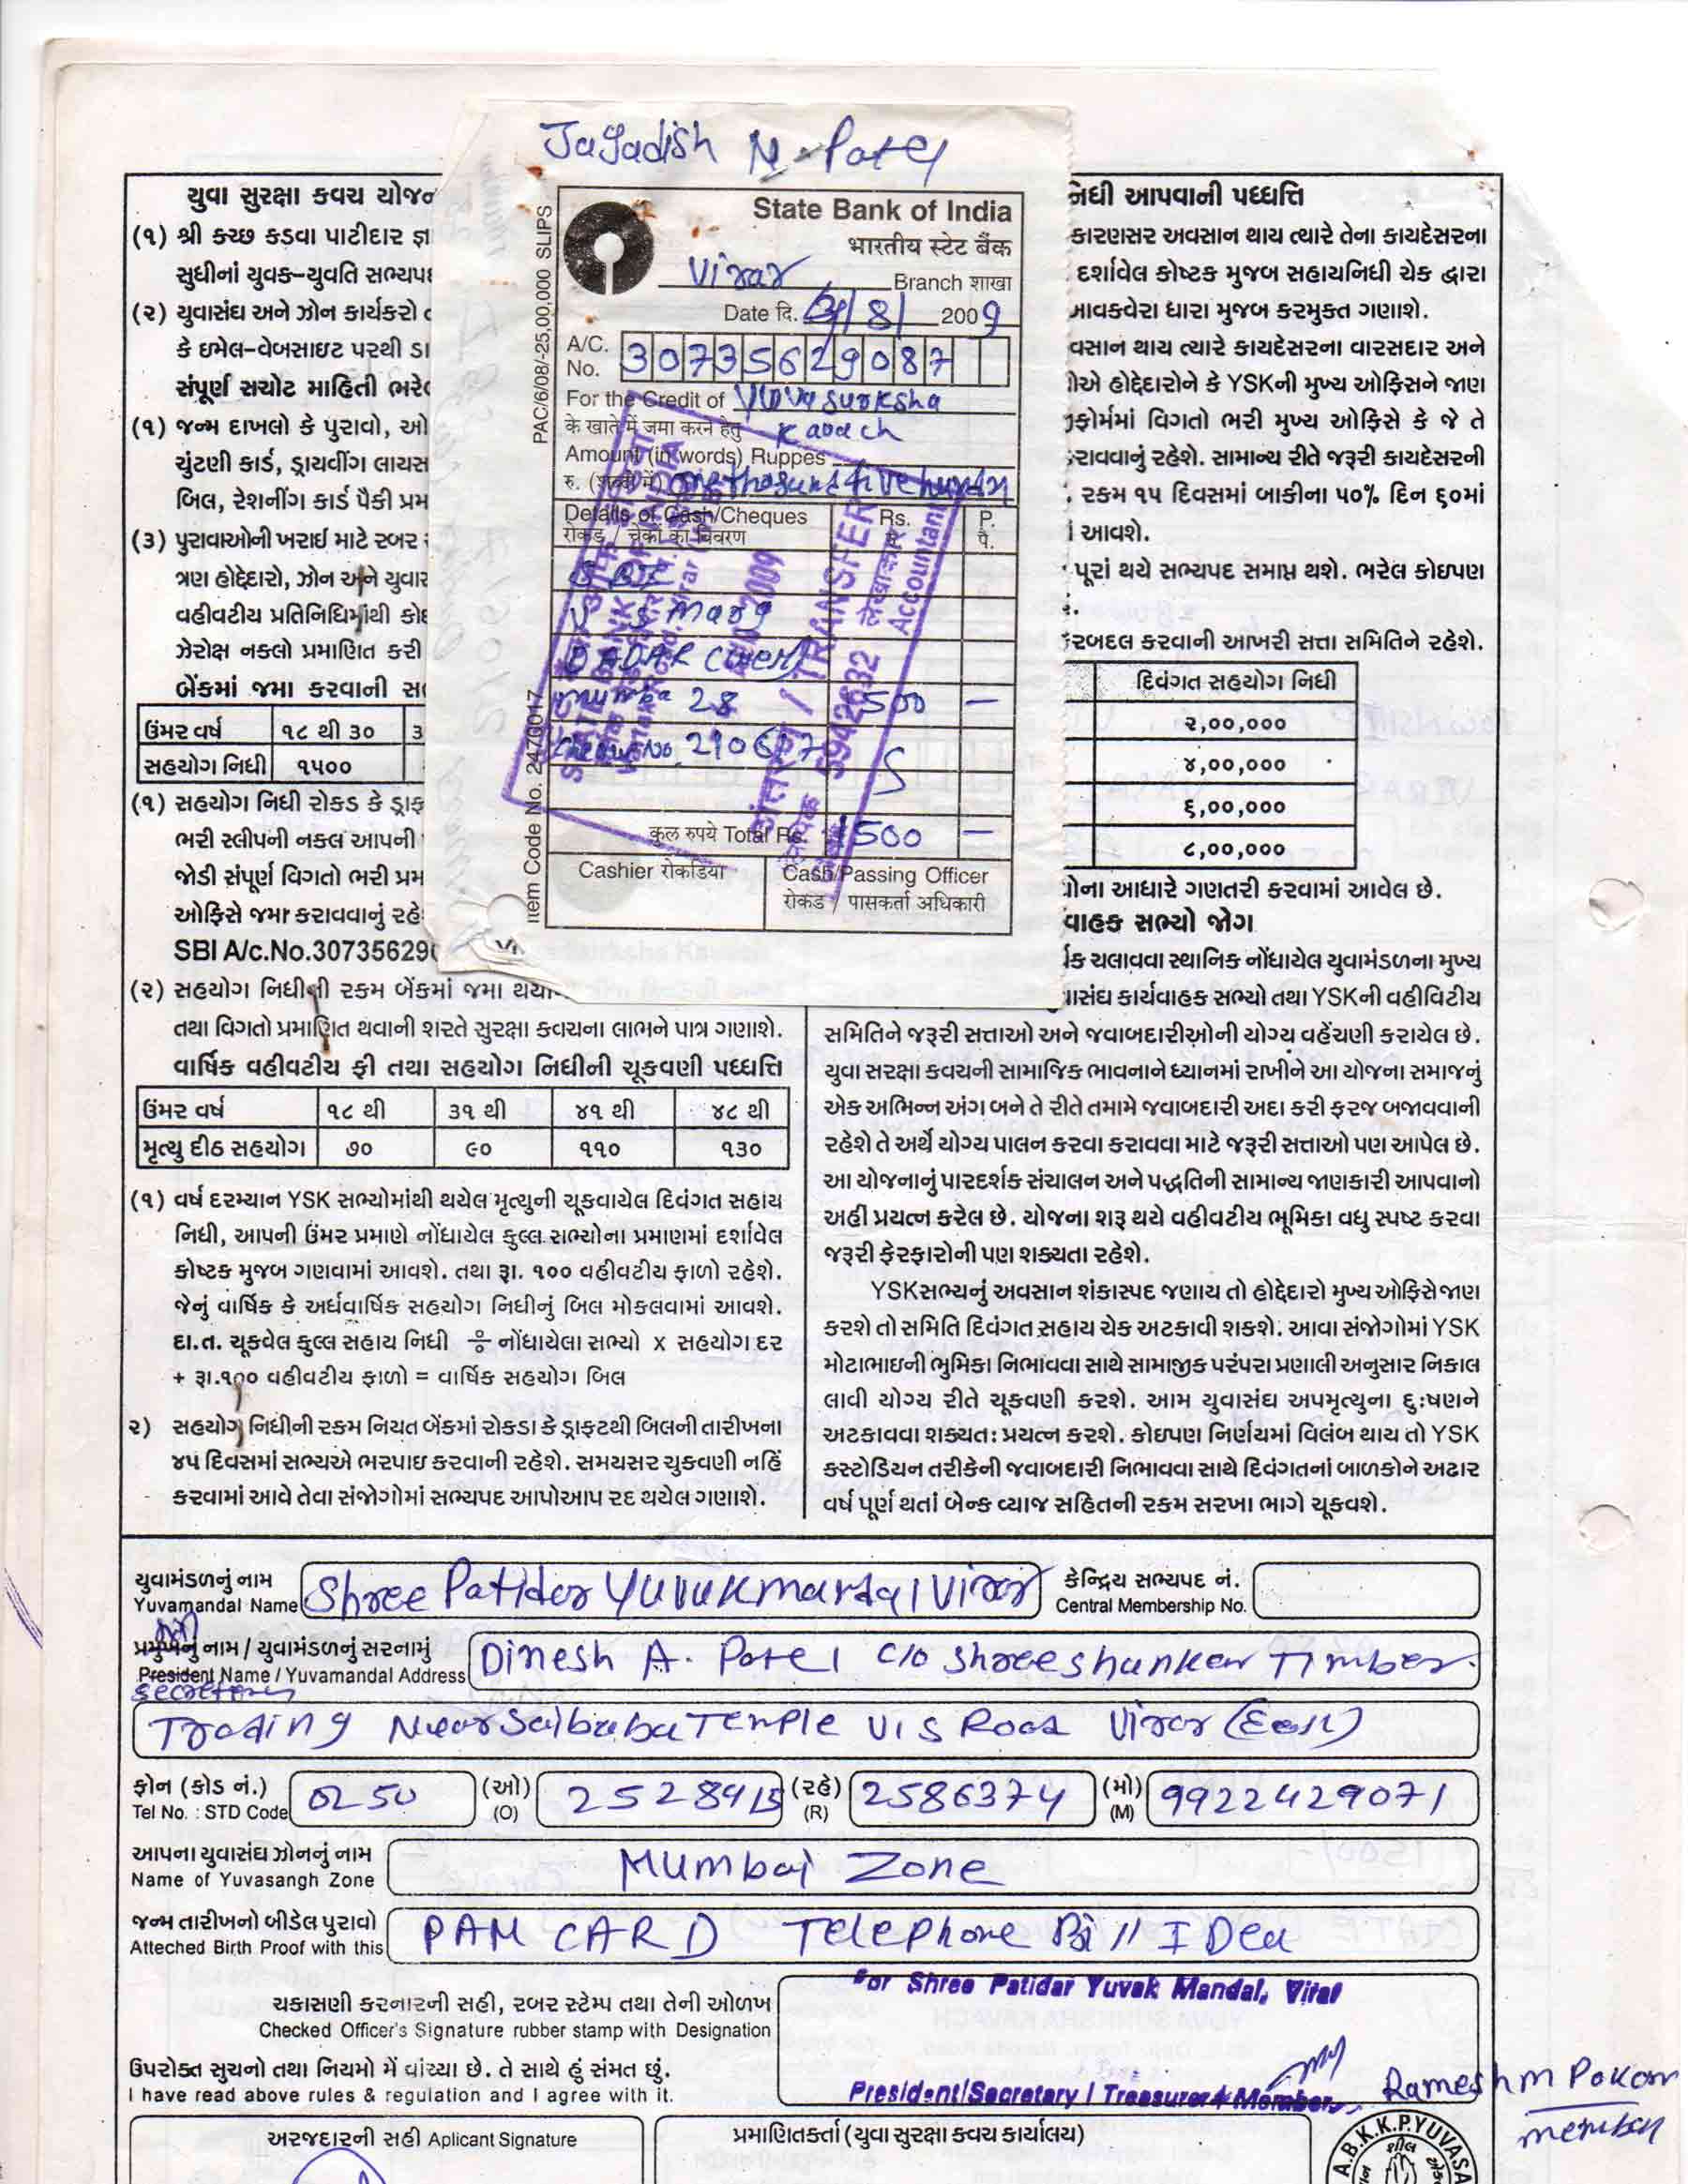 Jagadish N. Patel
State Bank of India
भारतीय स्टेट बैंक
Virar Branch शाखा
Date दि. 8/ 2009
A/C. No. 30735629087
For the Credit of Yuva surksha
के खाते में जमा करने हेतु Kavach
Amount (in words) Ruppes
रु. (शब्दों में)
Details of Cash/Cheques Rs. P.
रोकड़ / चेकों का विवरण रु. पै.
SBI
V S Marg
DADAR
28 1500 —
कुल रुपये Total Rs. 1500 —
Cashier रोकडिया Cash/Passing Officer
रोकड / पासकर्ता अधिकारी
PAC/6/08/-25,00,000 SLIPS
Item Code No. 2470017
યુવા સુરક્ષા કવચ યોજન
(૧) શ્રી કચ્છ કડવા પાટીદાર જ્ઞ
સુધીનાં યુવક-યુવતિ સભ્યપદ
(૨) યુવાસંઘ અને ઝોન કાર્યકરો
કે ઇમેલ-વેબસાઇટ પરથી ડા
સંપૂર્ણ સચોટ માહિતી ભરેલ
(૧) જન્મ દાખલો કે પુરાવો, ઓ
ચુંટણી કાર્ડ, ડ્રાયવીંગ લાયસ
બિલ, રેશનીંગ કાર્ડ પૈકી પ્રમ
(૩) પુરાવાઓની ખરાઇ માટે રબર
ત્રણ હોદ્દેદારો, ઝોન અને યુવાર
વહીવટીય પ્રતિનિધિમાંથી કોઇ
ઝેરોક્ષ નકલો પ્રમાણિત કરી
બેંકમાં જમા કરવાની સ
ઉંમર વર્ષ ૧૮ થી ૩૦ ૩
સહયોગ નિધી ૧૫૦૦
(૧) સહયોગ નિધી રોકડ કે ડ્રાફ
ભરી સ્લીપની નકલ આપની
જોડી સંપૂર્ણ વિગતો ભરી પ્રમ
ઓફિસે જમા કરાવવાનું રહે
SBI A/c.No.30735629
(૨) સહયોગ નિધીની રકમ બેંકમાં જમા થયા
તથા વિગતો પ્રમાણિત થવાની શરતે સુરક્ષા કવચના લાભને પાત્ર ગણાશે.
વાર્ષિક વહીવટીય ફી તથા સહયોગ નિધીની ચૂકવણી પધ્ધતિ
ઉંમર વર્ષ ૧૮ થી ૩૧ થી ૪૧ થી ૪૮ થી
મૃત્યુ દીઠ સહયોગ ૭૦ ૯૦ ૧૧૦ ૧૩૦
(૧) વર્ષ દરમ્યાન YSK સભ્યોમાંથી થયેલ મૃત્યુની ચૂકવાયેલ દિવંગત સહાય
નિધી, આપની ઉંમર પ્રમાણે નોંધાયેલ કુલ્લ સભ્યોના પ્રમાણમાં દર્શાવેલ
કોષ્ટક મુજબ ગણવામાં આવશે. તથા રૂા. ૧૦૦ વહીવટીય ફાળો રહેશે.
જેનું વાર્ષિક કે અર્ધવાર્ષિક સહયોગ નિધીનું બિલ મોકલવામાં આવશે.
દા.ત. ચૂકવેલ કુલ્લ સહાય નિધી ÷ નોંધાયેલા સભ્યો x સહયોગ દર
+ રૂા.૧૦૦ વહીવટીય ફાળો = વાર્ષિક સહયોગ બિલ
૨) સહયોગ નિધીની રકમ નિયત બેંકમાં રોકડા કે ડ્રાફટથી બિલની તારીખના
૪૫ દિવસમાં સભ્યએ ભરપાઇ કરવાની રહેશે. સમયસર ચુકવણી નહિં
કરવામાં આવે તેવા સંજોગોમાં સભ્યપદ આપોઆપ રદ થયેલ ગણાશે.
નિધી આપવાની પધ્ધતિ
કારણસર અવસાન થાય ત્યારે તેના કાયદેસરના
દર્શાવેલ કોષ્ટક મુજબ સહાયનિધી ચેક દ્વારા
આવકવેરા ધારા મુજબ કરમુક્ત ગણાશે.
વસાન થાય ત્યારે કાયદેસરના વારસદાર અને
ોએ હોદ્દેદારોને કે YSKની મુખ્ય ઓફિસને જાણ
ફોર્મમાં વિગતો ભરી મુખ્ય ઓફિસે કે જે તે
કરાવવાનું રહેશે. સામાન્ય રીતે જરૂરી કાયદેસરની
. રકમ ૧૫ દિવસમાં બાકીના ૫૦% દિન ૬૦માં
આવશે.
પૂરાં થયે સભ્યપદ સમાપ્ત થશે. ભરેલ કોઇપણ
ફેરબદલ કરવાની આખરી સત્તા સમિતિને રહેશે.
દિવંગત સહયોગ નિધી
૨,૦૦,૦૦૦
૪,૦૦,૦૦૦
૬,૦૦,૦૦૦
૮,૦૦,૦૦૦
ોના આધારે ગણતરી કરવામાં આવેલ છે.
વાહક સભ્યો જોગ
ર્ક ચલાવવા સ્થાનિક નોંધાયેલ યુવામંડળના મુખ્ય
ાસંઘ કાર્યવાહક સભ્યો તથા YSKની વહીવિટીય
સમિતિને જરૂરી સત્તાઓ અને જવાબદારીઓની યોગ્ય વહેંચણી કરાયેલ છે.
યુવા સરક્ષા કવચની સામાજિક ભાવનાને ધ્યાનમાં રાખીને આ યોજના સમાજનું
એક અભિન્ન અંગ બને તે રીતે તમામે જવાબદારી અદા કરી ફરજ બજાવવાની
રહેશે તે અર્થે યોગ્ય પાલન કરવા કરાવવા માટે જરૂરી સત્તાઓ પણ આપેલ છે.
આ યોજનાનું પારદર્શક સંચાલન અને પદ્ધતિની સામાન્ય જાણકારી આપવાનો
અહીં પ્રયત્ન કરેલ છે. યોજના શરૂ થયે વહીવટીય ભૂમિકા વધુ સ્પષ્ટ કરવા
જરૂરી ફેરફારોની પણ શક્યતા રહેશે.
YSKસભ્યનું અવસાન શંકાસ્પદ જણાય તો હોદ્દેદારો મુખ્ય ઓફિસે જાણ
કરશે તો સમિતિ દિવંગત સહાય ચેક અટકાવી શકશે. આવા સંજોગોમાં YSK
મોટાભાઇની ભુમિકા નિભાવવા સાથે સામાજીક પરંપરા પ્રણાલી અનુસાર નિકાલ
લાવી યોગ્ય રીતે ચૂકવણી કરશે. આમ યુવાસંઘ અપમૃત્યુના દુઃષણને
અટકાવવા શક્યતઃ પ્રયત્ન કરશે. કોઇપણ નિર્ણયમાં વિલંબ થાય તો YSK
કસ્ટોડિયન તરીકેની જવાબદારી નિભાવવા સાથે દિવંગતનાં બાળકોને અઢાર
વર્ષ પૂર્ણ થતાં બેન્ક વ્યાજ સહિતની રકમ સરખા ભાગે ચૂકવશે.
યુવામંડળનું નામ કેન્દ્રિય સભ્યપદ નં.
Yuvamandal Name Shree Patidar Yuvuk mandal Virar Central Membership No.
પ્રમુખનું નામ / યુવામંડળનું સરનામું
President Name / Yuvamandal Address Dinesh A. Patel C/o Shreeshunker Timber.
Secretory
Trading Near Saibaba Temple V S Road Virar (East)
ફોન (કોડ નં.) (ઓ) (રહે) (મો)
Tel No. : STD Code 0250 (O) 2528415 (R) 2586374 (M) 9922429071
આપના યુવાસંઘ ઝોનનું નામ
Name of Yuvasangh Zone Mumbai Zone
જન્મ તારીખનો બીડેલ પુરાવો
Atteched Birth Proof with this PAN CARD Telephone Bill IDea
For Shree Patidar Yuvak Mandal, Virar
ચકાસણી કરનારની સહી, રબર સ્ટેમ્પ તથા તેની ઓળખ
Checked Officer's Signature rubber stamp with Designation
ઉપરોક્ત સુચનો તથા નિયમો મેં વાંચ્યા છે. તે સાથે હું સંમત છું.
I have read above rules & regulation and I agree with it.
President/Secretary / Treasurer / Member
Ramesh M Pokar
member
અરજદારની સહી Aplicant Signature પ્રમાણિતકર્તા (યુવા સુરક્ષા કવચ કાર્યાલય)
A.B.K.K.P.YUVASA